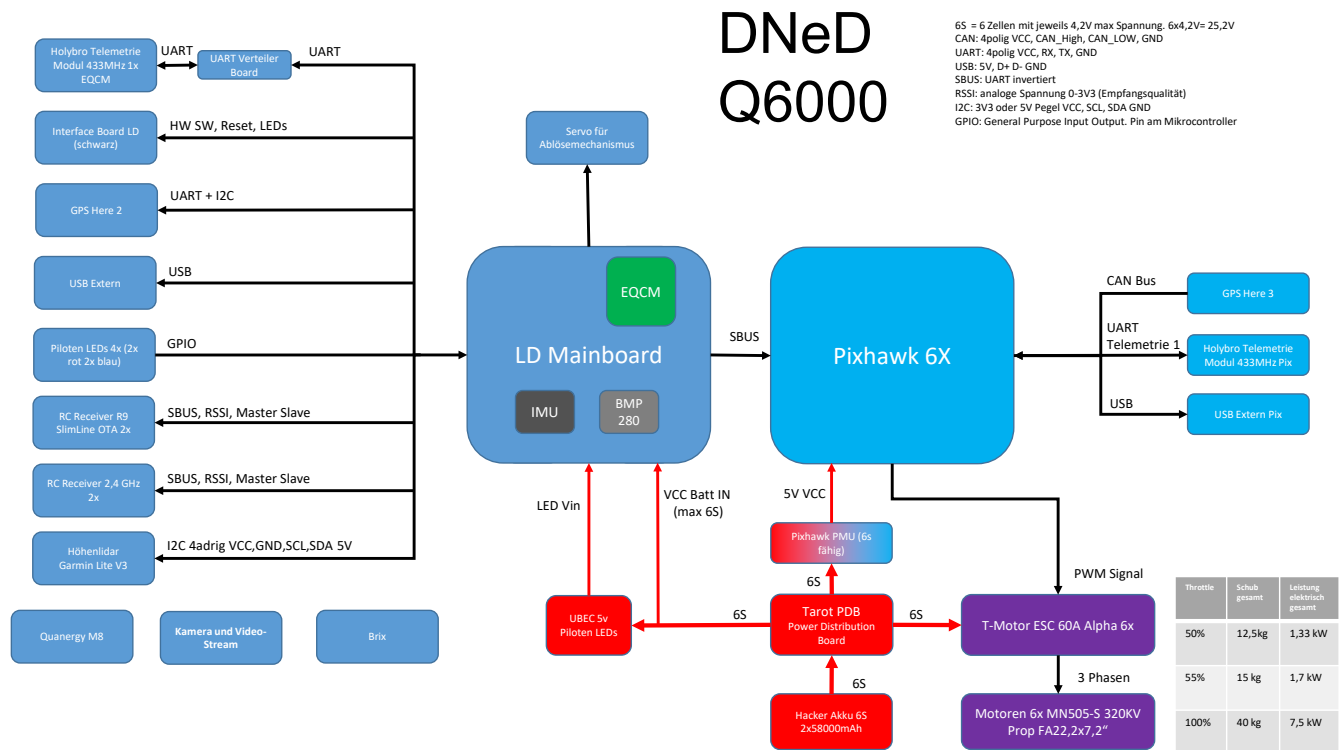 DNeD
Q6000
6S = 6 Zellen mit jeweils 4,2V max Spannung. 6x4,2V= 25,2V
CAN: 4polig VCC, CAN_High, CAN_LOW, GND
UART: 4polig VCC, RX, TX, GND
USB: 5V, D+ D- GND
SBUS: UART invertiert
RSSI: analoge Spannung 0-3V3 (Empfangsqualität)
I2C: 3V3 oder 5V Pegel VCC, SCL, SDA GND
GPIO: General Purpose Input Output. Pin am Mikrocontroller
Holybro Telemetrie
Modul 433MHz 1x
EQCM
UART
UART Verteiler
Board
UART
Interface Board LD
(schwarz)
HW SW, Reset, LEDs
GPS Here 2
UART + I2C
USB Extern
USB
Piloten LEDs 4x (2x
rot 2x blau)
GPIO
RC Receiver R9
SlimLine OTA 2x
SBUS, RSSI, Master Slave
RC Receiver 2,4 GHz
2x
SBUS, RSSI, Master Slave
Höhenlidar
Garmin Lite V3
I2C 4adrig VCC,GND,SCL,SDA 5V
Quanergy M8
Kamera und Video-
Stream
Brix
Servo für
Ablösemechanismus
EQCM
LD Mainboard
IMU
BMP
280
SBUS
Pixhawk 6X
CAN Bus
GPS Here 3
UART
Telemetrie 1
Holybro Telemetrie
Modul 433MHz Pix
USB
USB Extern Pix
LED Vin
VCC Batt IN
(max 6S)
5V VCC
Pixhawk PMU (6s
fähig)
6S
PWM Signal
UBEC 5v
Piloten LEDs
6S
Tarot PDB
Power Distribution
Board
6S
T-Motor ESC 60A Alpha 6x
6S
3 Phasen
Hacker Akku 6S
2x58000mAh
Motoren 6x MN505-S 320KV
Prop FA22,2x7,2“
Throttle Schub gesamt Leistung elektrisch gesamt
50% 12,5kg 1,33 kW
55% 15 kg 1,7 kW
100% 40 kg 7,5 kW